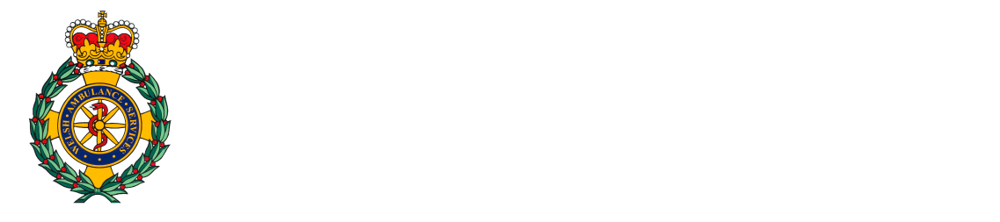 WELSH • AMBULANCE • SERVICES • • •